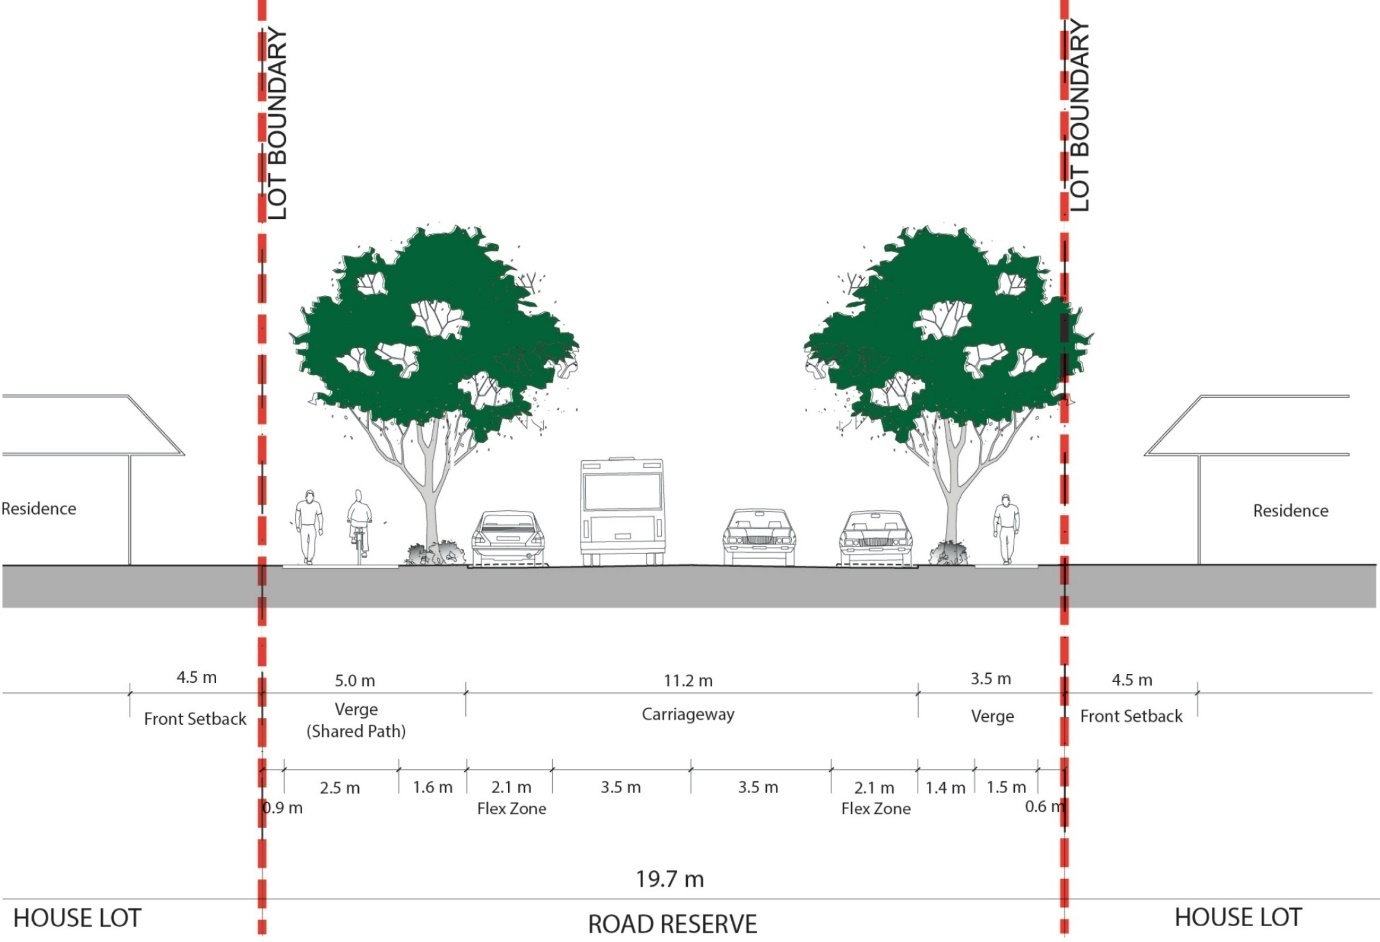 LOT BOUNDARY
LOT BOUNDARY
Residence
Residence
4.5 m
5.0 m
11.2 m
3.5 m
4.5 m
Front Setback
Verge
(Shared Path)
Carriageway
Verge
Front Setback
2.5 m
1.6 m
2.1 m
3.5 m
3.5 m
2.1 m
1.4 m
1.5 m
0.9 m
Flex Zone
Flex Zone
0.6 m
19.7 m
HOUSE LOT
ROAD RESERVE
HOUSE LOT